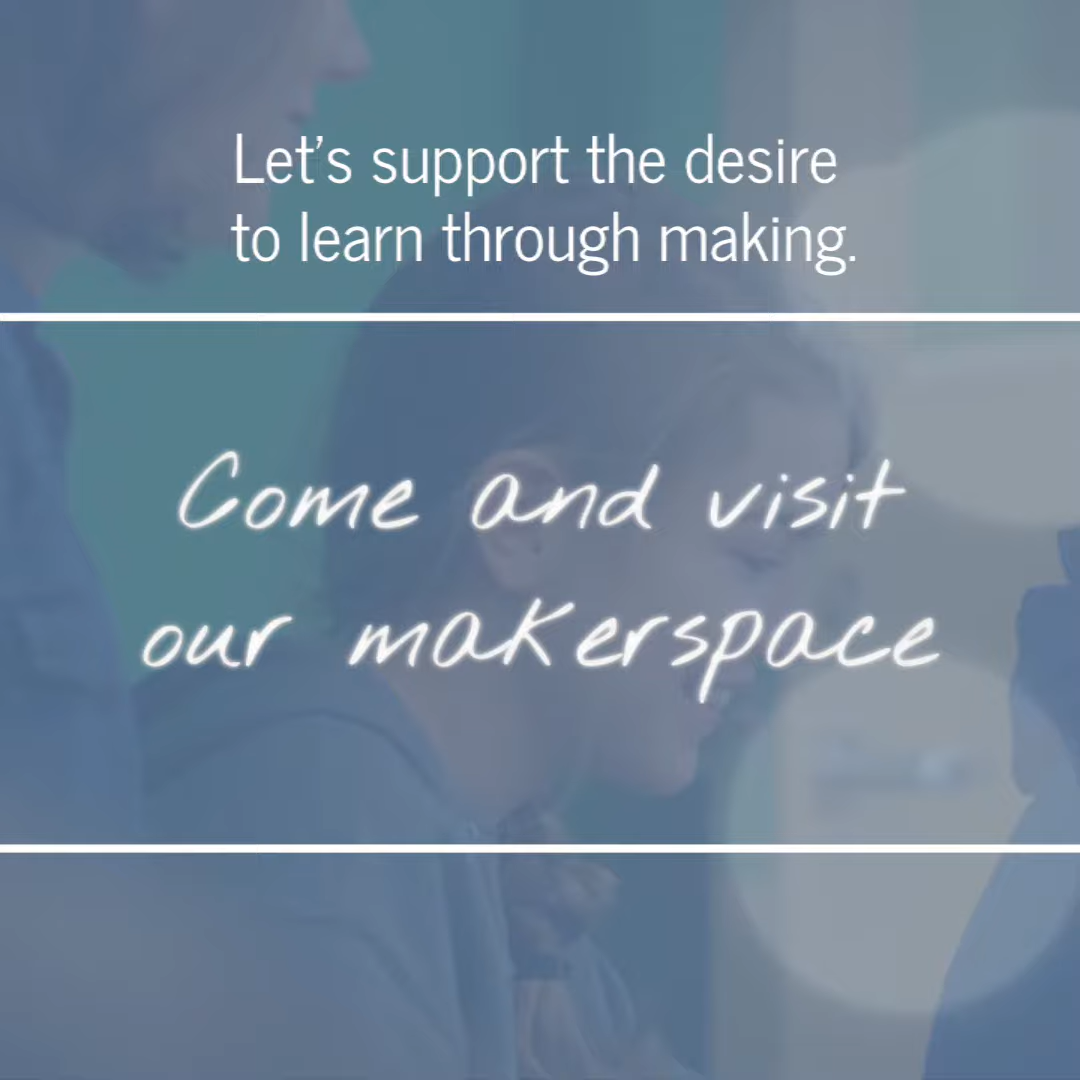 Let’s support the desire
to learn through making.
Come and visit
our makerspace